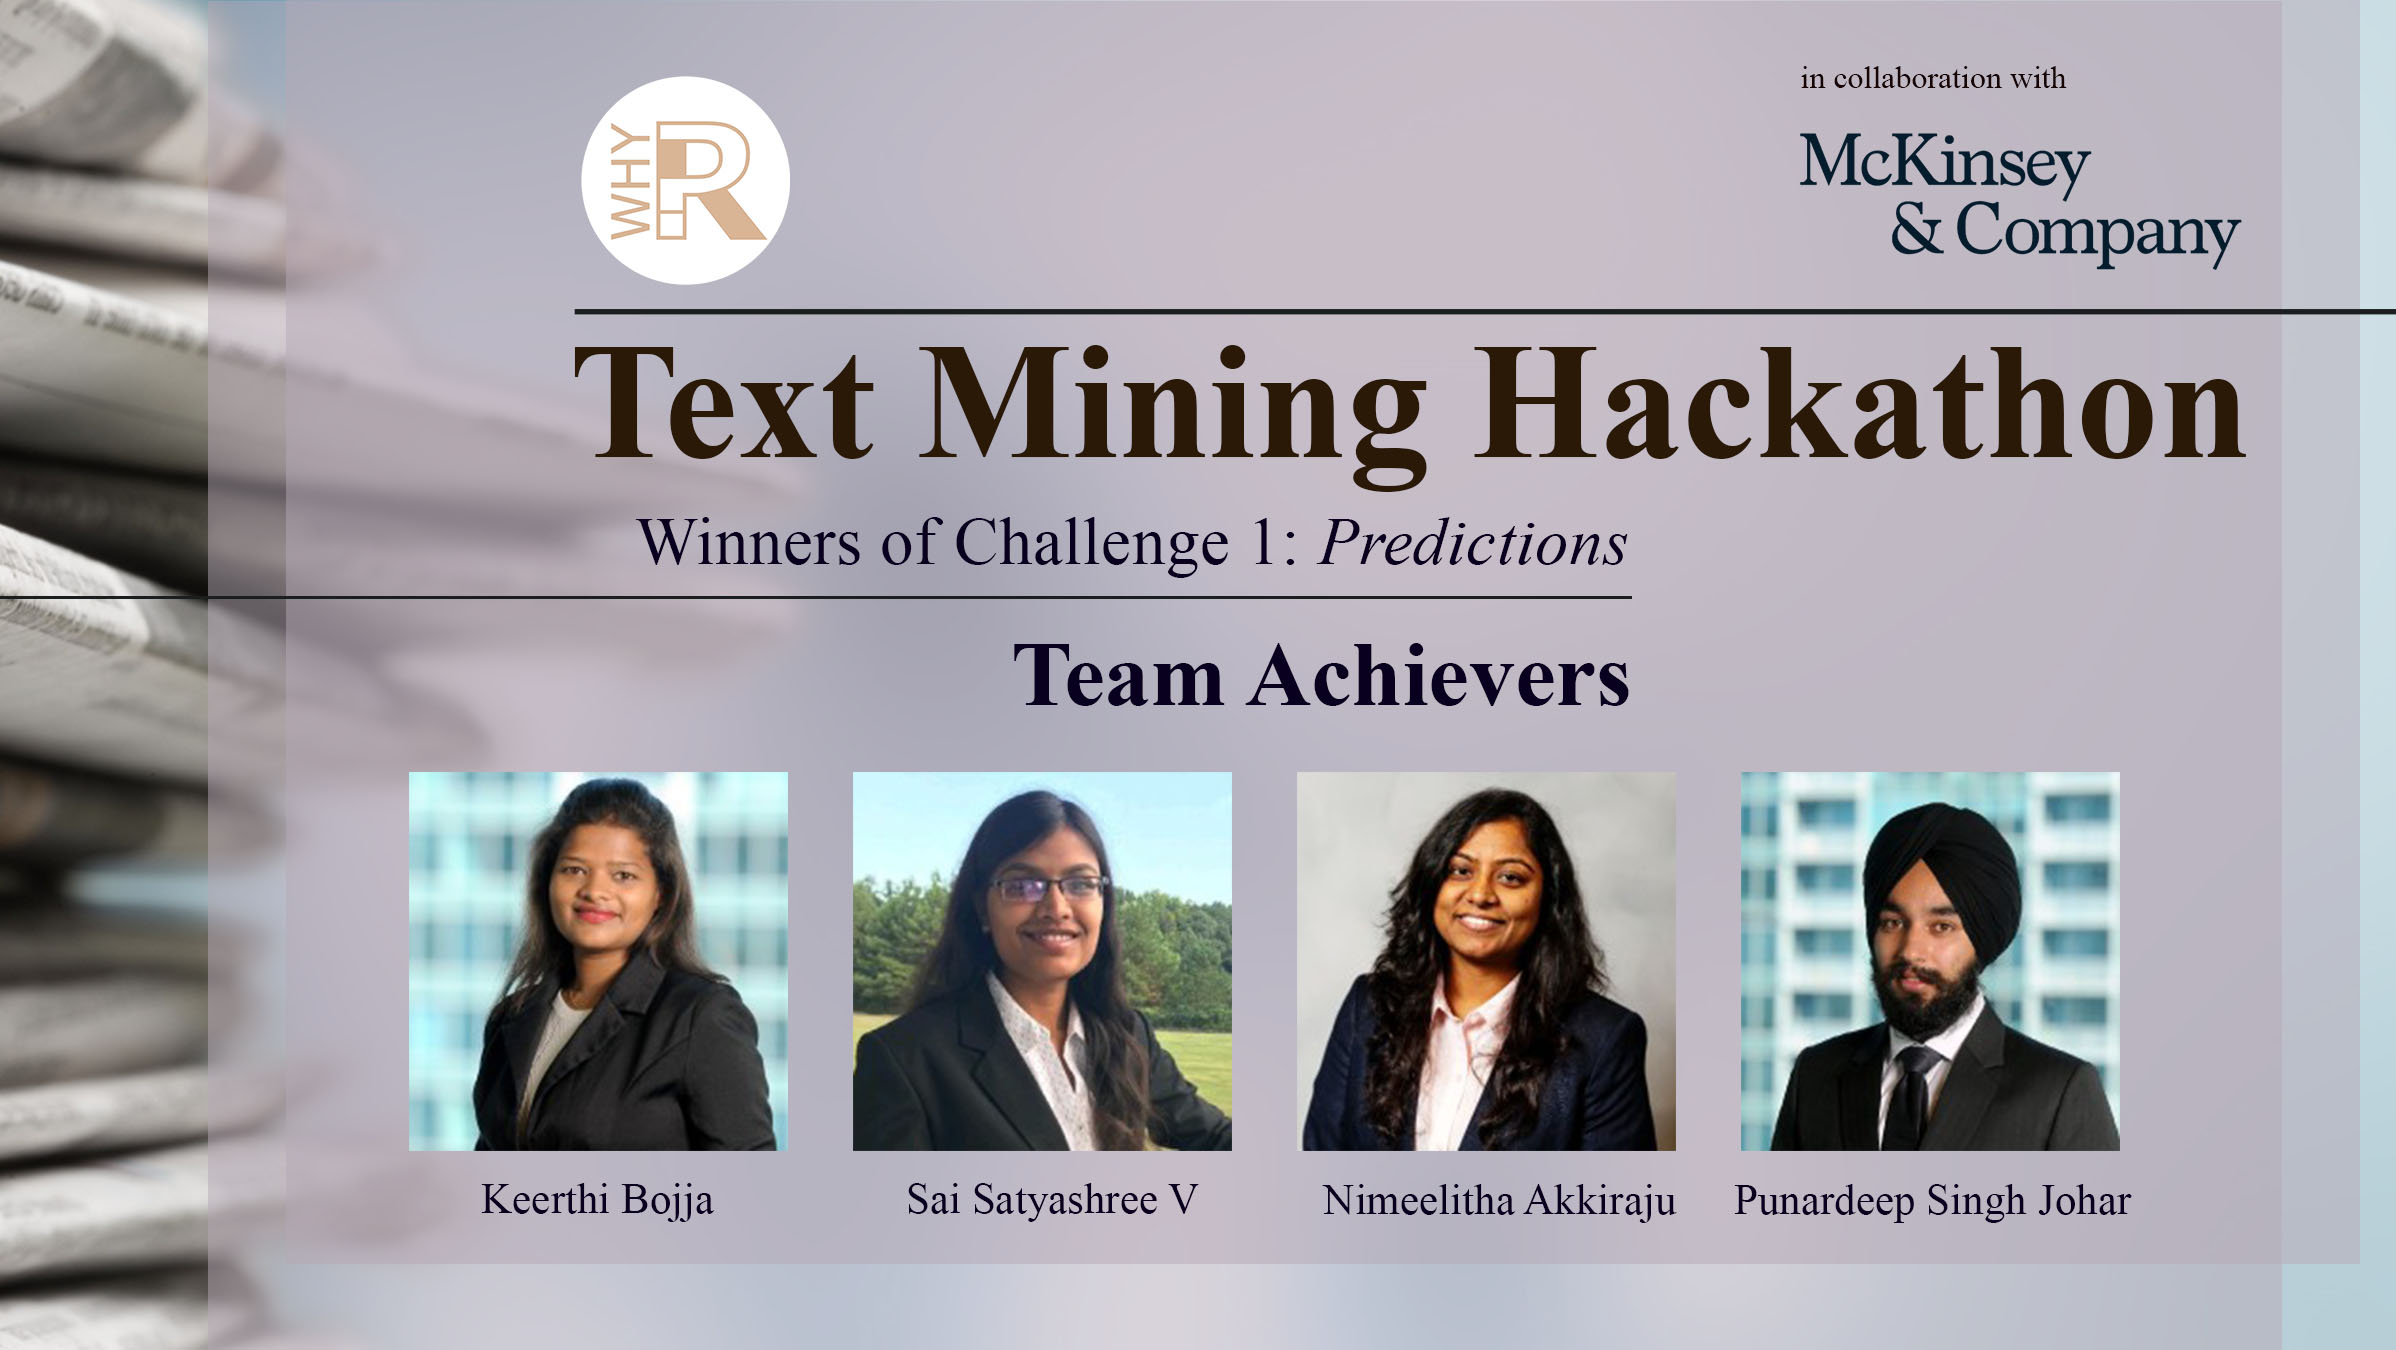 WHY R
in collaboration with
McKinsey
& Company
Text Mining Hackathon
Winners of Challenge 1: Predictions
Team Achievers
Keerthi Bojja
Sai Satyashree V
Nimeelitha Akkiraju
Punardeep Singh Johar